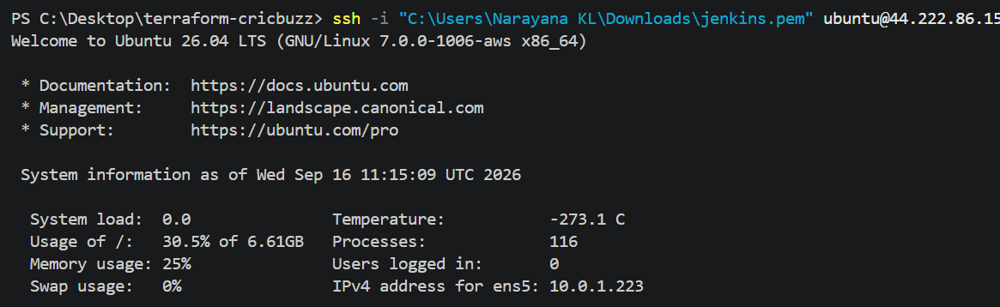 PS C:\Desktop\terraform-cricbuzz> ssh -i "C:\Users\Narayana KL\Downloads\jenkins.pem" ubuntu@44.222.86.15
Welcome to Ubuntu 26.04 LTS (GNU/Linux 7.0.0-1006-aws x86_64)
* Documentation: https://docs.ubuntu.com
* Management: https://landscape.canonical.com
* Support: https://ubuntu.com/pro
System information as of Wed Sep 16 11:15:09 UTC 2026
System load: 0.0 Temperature: -273.1 C
Usage of /: 30.5% of 6.61GB Processes: 116
Memory usage: 25% Users logged in: 0
Swap usage: 0% IPv4 address for ens5: 10.0.1.223